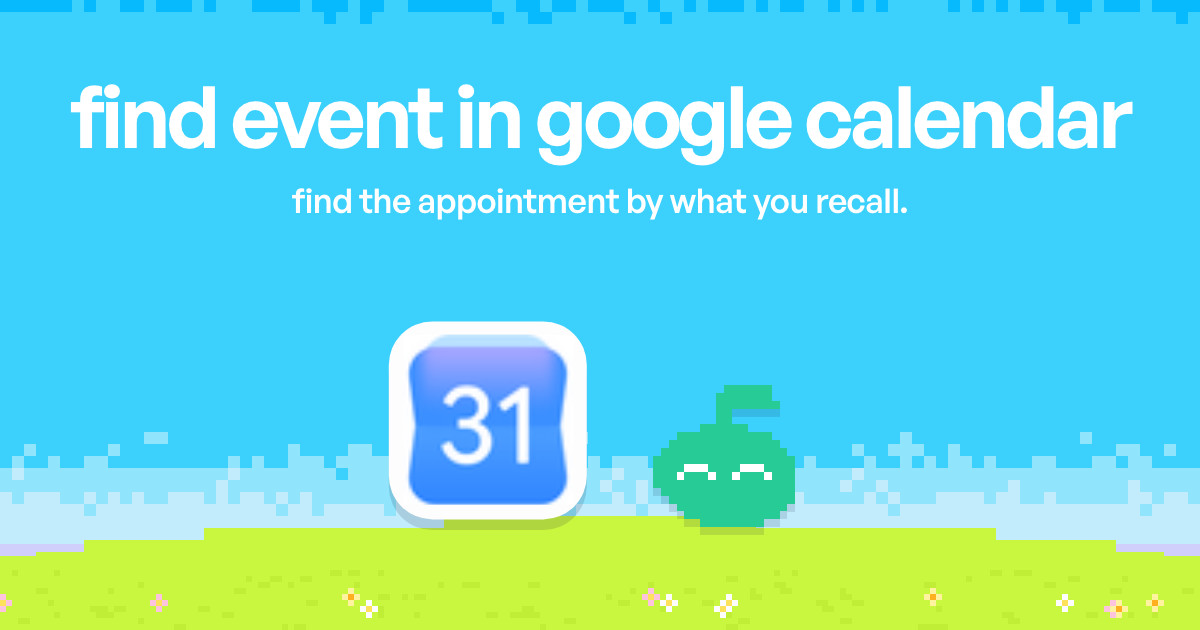 find event in google calendar
find the appointment by what you recall.
31